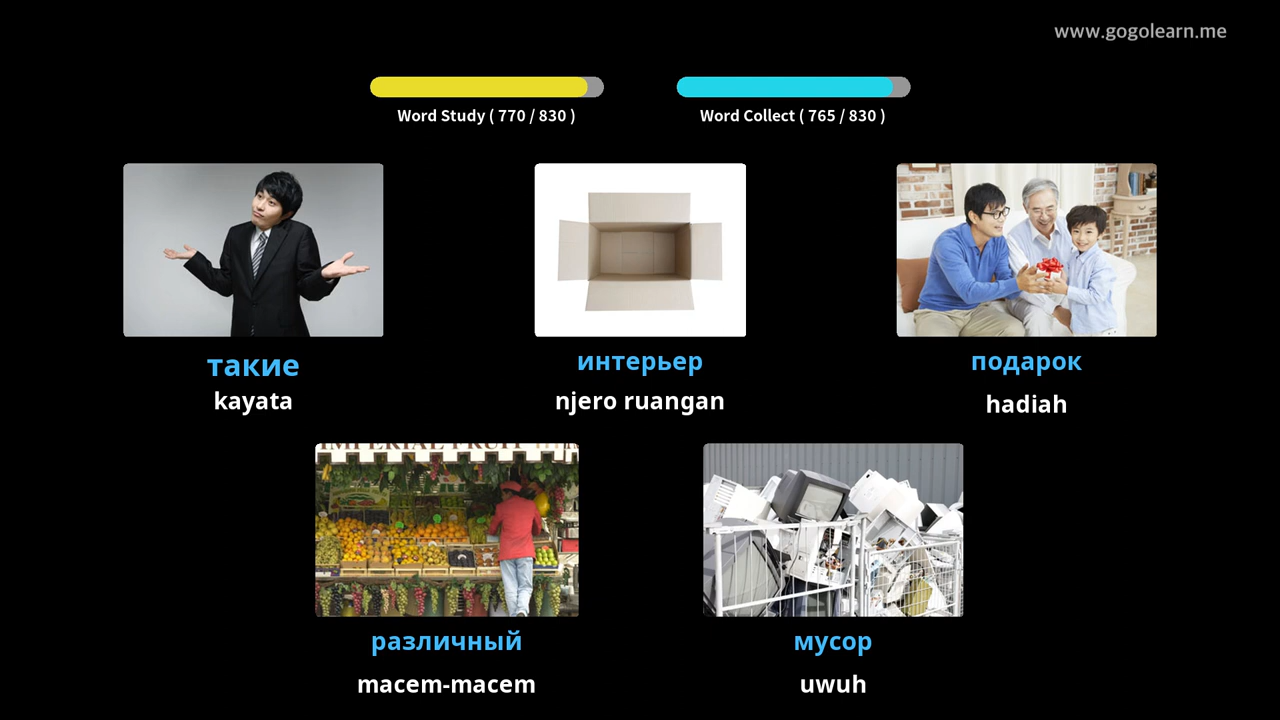 www.gogolearn.me
Word Study ( 770 / 830 )
Word Collect ( 765 / 830 )
такие
kayata
интерьер
njero ruangan
подарок
hadiah
различный
macem-macem
мусор
uwuh